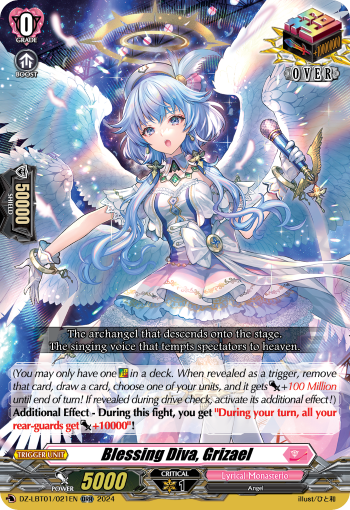 0
GRADE
BOOST
+100000000
OVER
50000
SHIELD
The archangel that descends onto the stage.
The singing voice that tempts spectators to heaven.
(You may only have one in a deck. When revealed as a trigger, remove
that card, draw a card, choose one of your units, and it gets +100 Million
until end of turn! If revealed during drive check, activate its additional effect!)
Additional Effect - During this fight, you get "During your turn, all your
rear-guards get +10000"!
TRIGGER UNIT
Blessing Diva, Grizael
POWER
5000
CRITICAL
1
Lyrical Monasterio
Angel
DZ-LBT01/021EN
2024
illust/ひと和